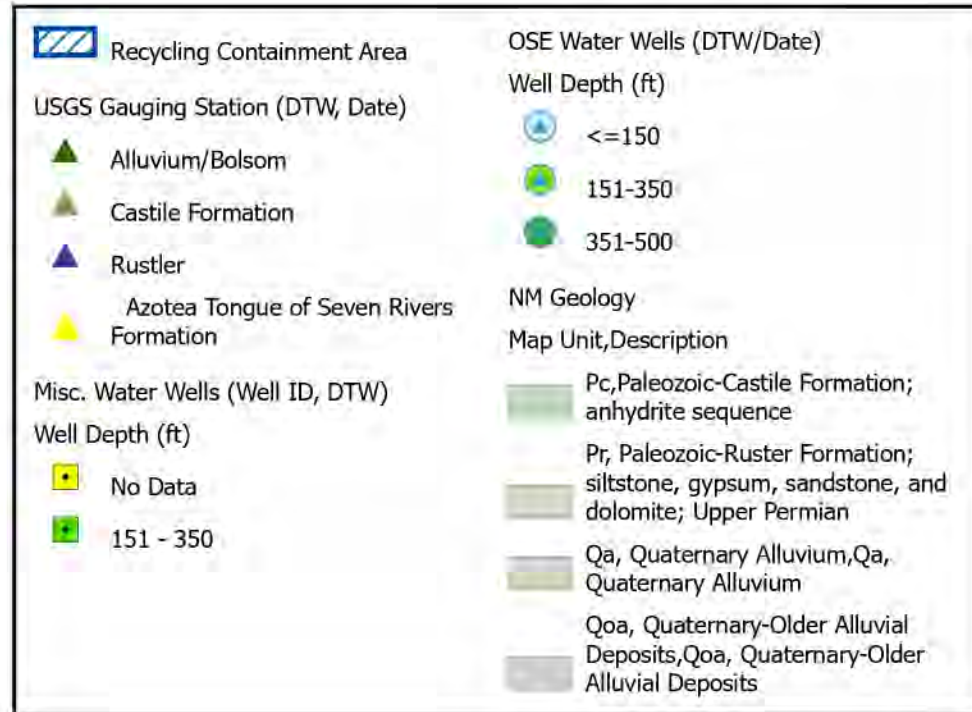 Recycling Containment Area
USGS Gauging Station (DTW, Date)
Alluvium/Bolsom
Castile Formation
Rustler
Azotea Tongue of Seven Rivers
Formation
Misc. Water Wells (Well ID, DTW)
Well Depth (ft)
No Data
151 - 350
OSE Water Wells (DTW/Date)
Well Depth (ft)
<=150
151-350
351-500
NM Geology
Map Unit,Description
Pc,Paleozoic-Castile Formation;
anhydrite sequence
Pr, Paleozoic-Ruster Formation;
siltstone, gypsum, sandstone, and
dolomite; Upper Permian
Qa, Quaternary Alluvium,Qa,
Quaternary Alluvium
Qoa, Quaternary-Older Alluvial
Deposits,Qoa, Quaternary-Older
Alluvial Deposits